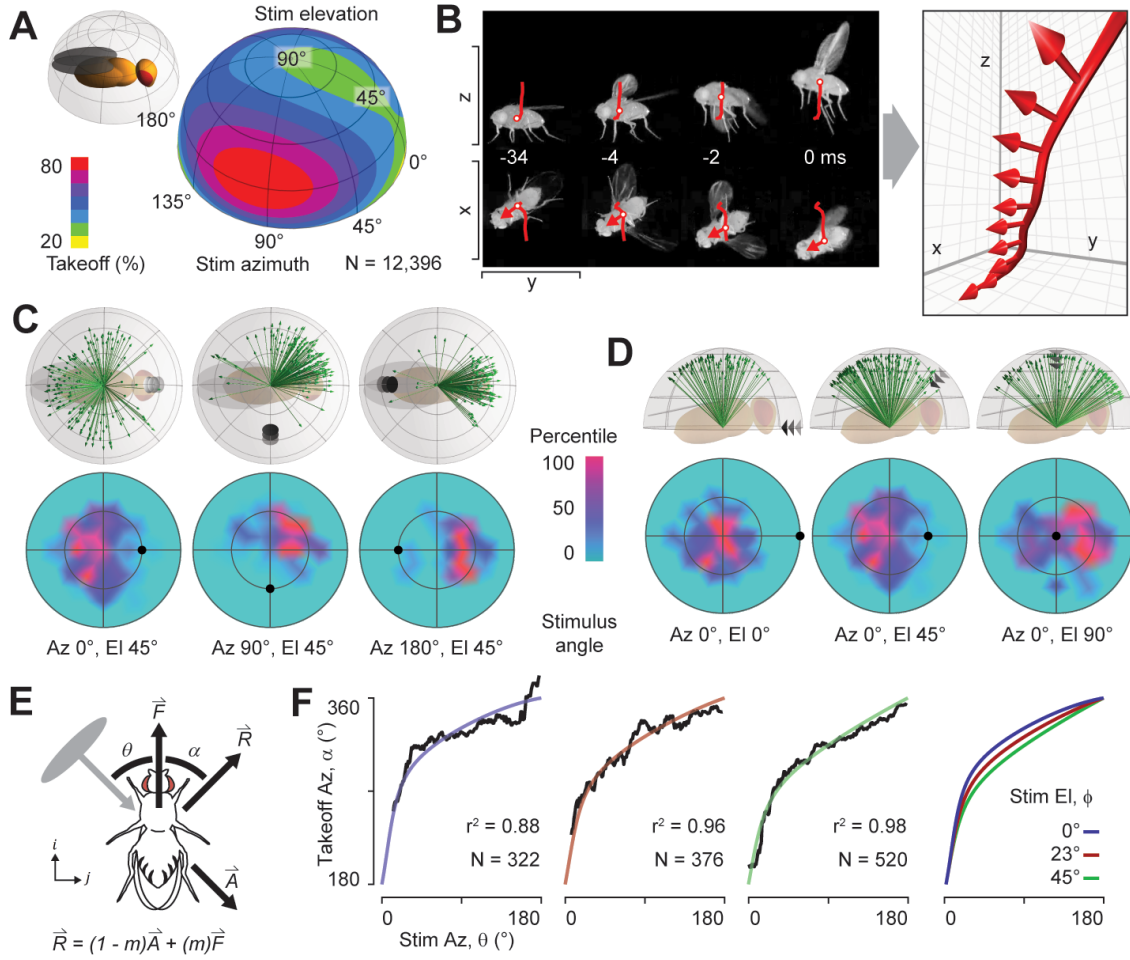 A
Stim elevation
90°
45°
180°
0°
80
135°
45°
20
90°
Takeoff (%)
Stim azimuth
N = 12,396
B
z
-34
-4
-2
0 ms
x
y
z
x
y
C
D
Percentile
100
50
0
Stimulus
angle
Az 0°, El 45°
Az 90°, El 45°
Az 180°, El 45°
Az 0°, El 0°
Az 0°, El 45°
Az 0°, El 90°
E
F
θ
α
R
i
j
A
R = (1 - m)A + (m)F
F
Takeoff Az, α (°)
360
180
r² = 0.88
N = 322
r² = 0.96
N = 376
r² = 0.98
N = 520
Stim El, ϕ
0°
23°
45°
0
180
0
180
0
180
0
180
Stim Az, θ (°)